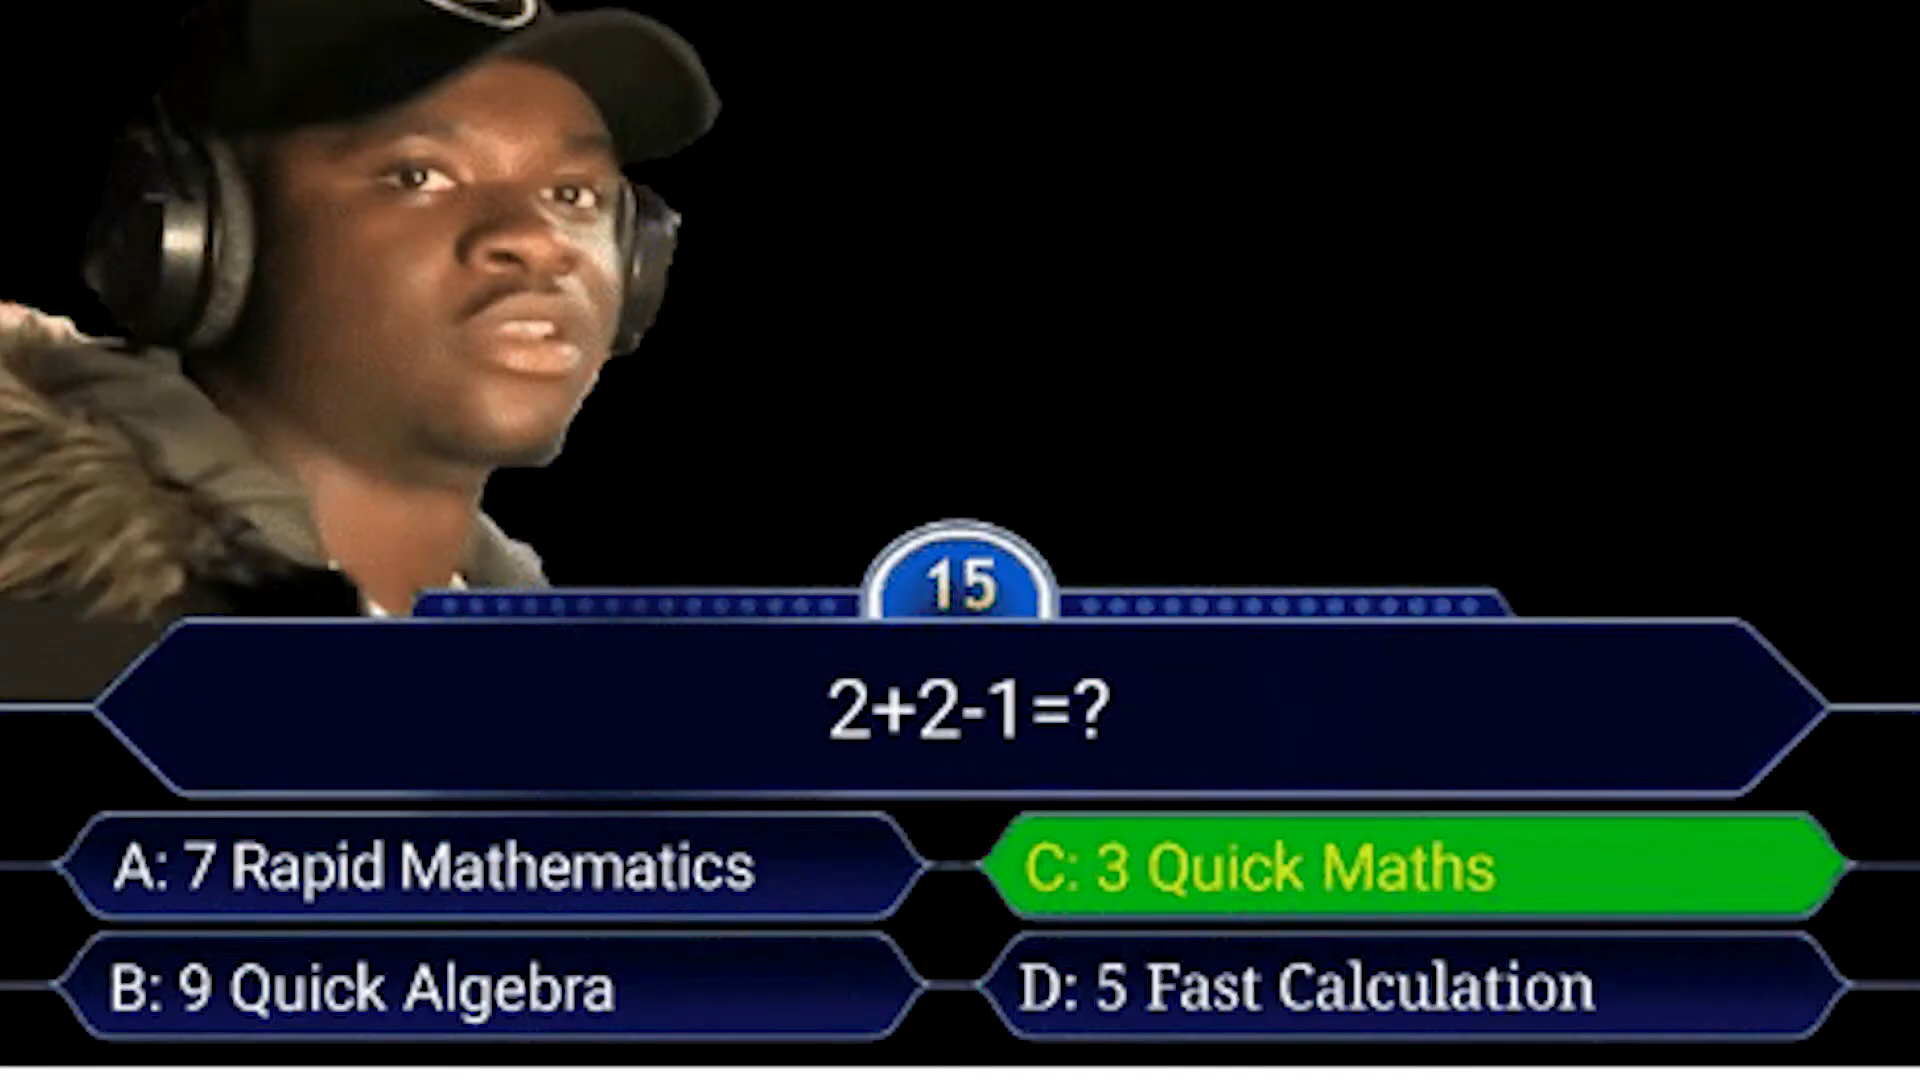 15
2+2-1=?
A: 7 Rapid Mathematics
C: 3 Quick Maths
B: 9 Quick Algebra
D: 5 Fast Calculation